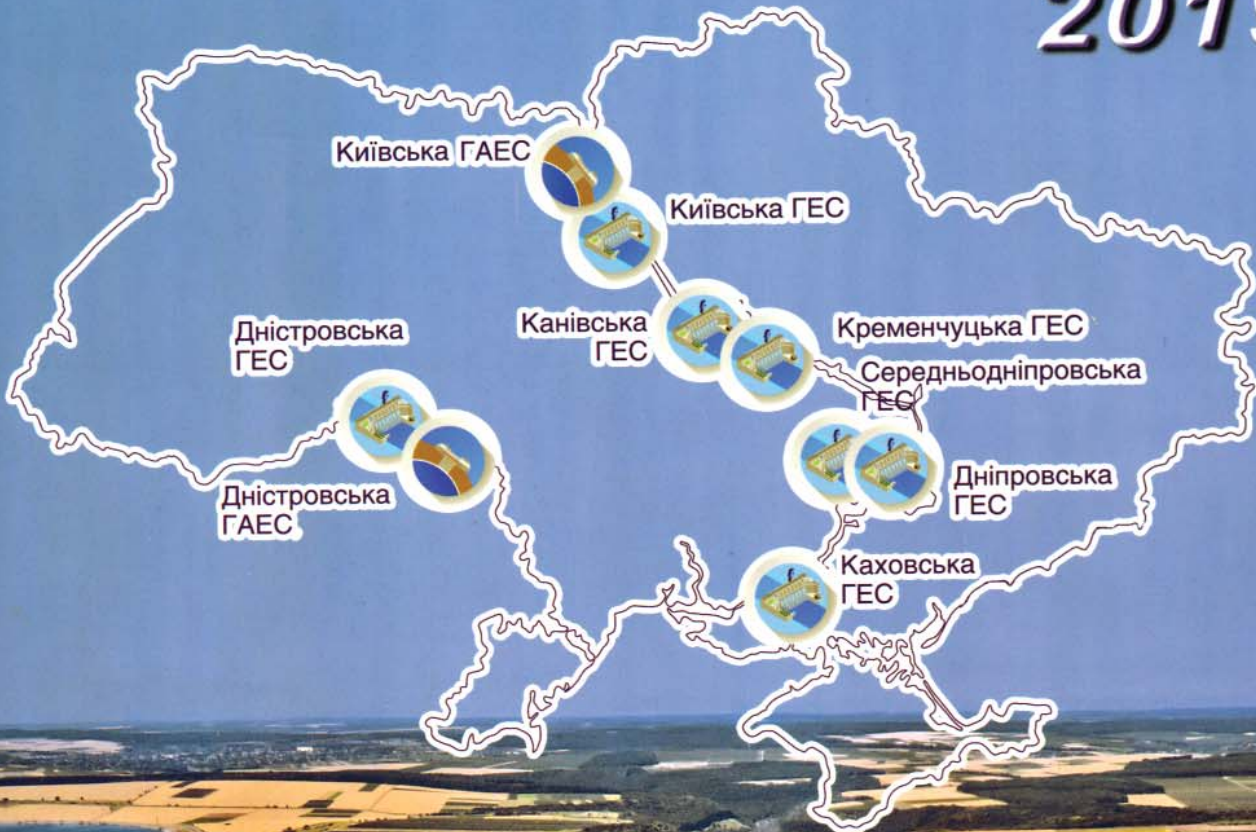 Київська ГАЕС
Київська ГЕС
Канівська
ГЕС
Кременчуцька ГЕС
Дністровська
ГЕС
Середньодніпровська
ГЕС
Дністровська
ГАЕС
Дніпровська
ГЕС
Каховська
ГЕС